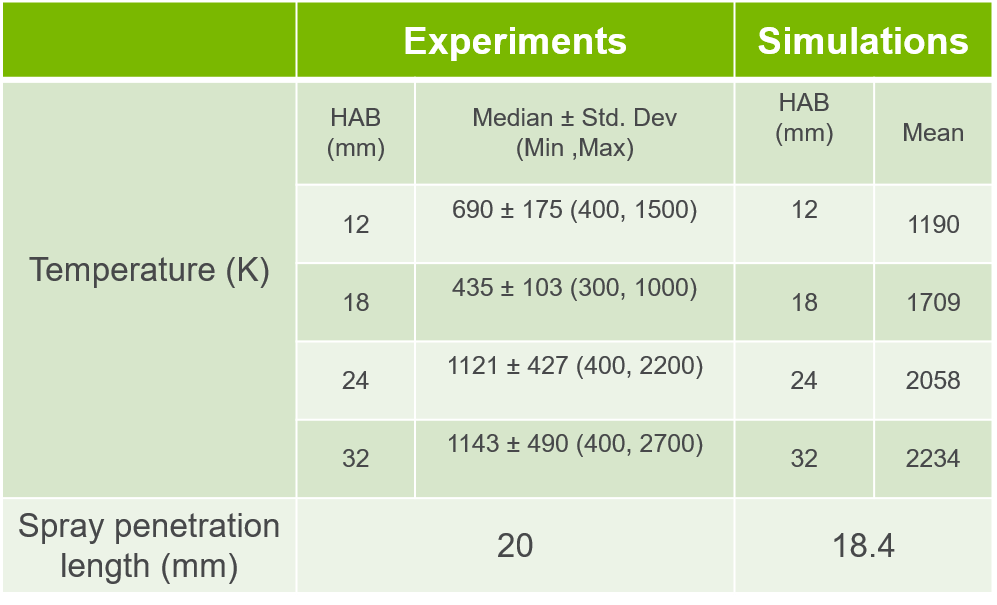 Experiments
Simulations
Temperature (K)
HAB
(mm)
Median ± Std. Dev
(Min ,Max)
HAB
(mm)
Mean
12
690 ± 175 (400, 1500)
12
1190
18
435 ± 103 (300, 1000)
18
1709
24
1121 ± 427 (400, 2200)
24
2058
32
1143 ± 490 (400, 2700)
32
2234
Spray penetration
length (mm)
20
18.4